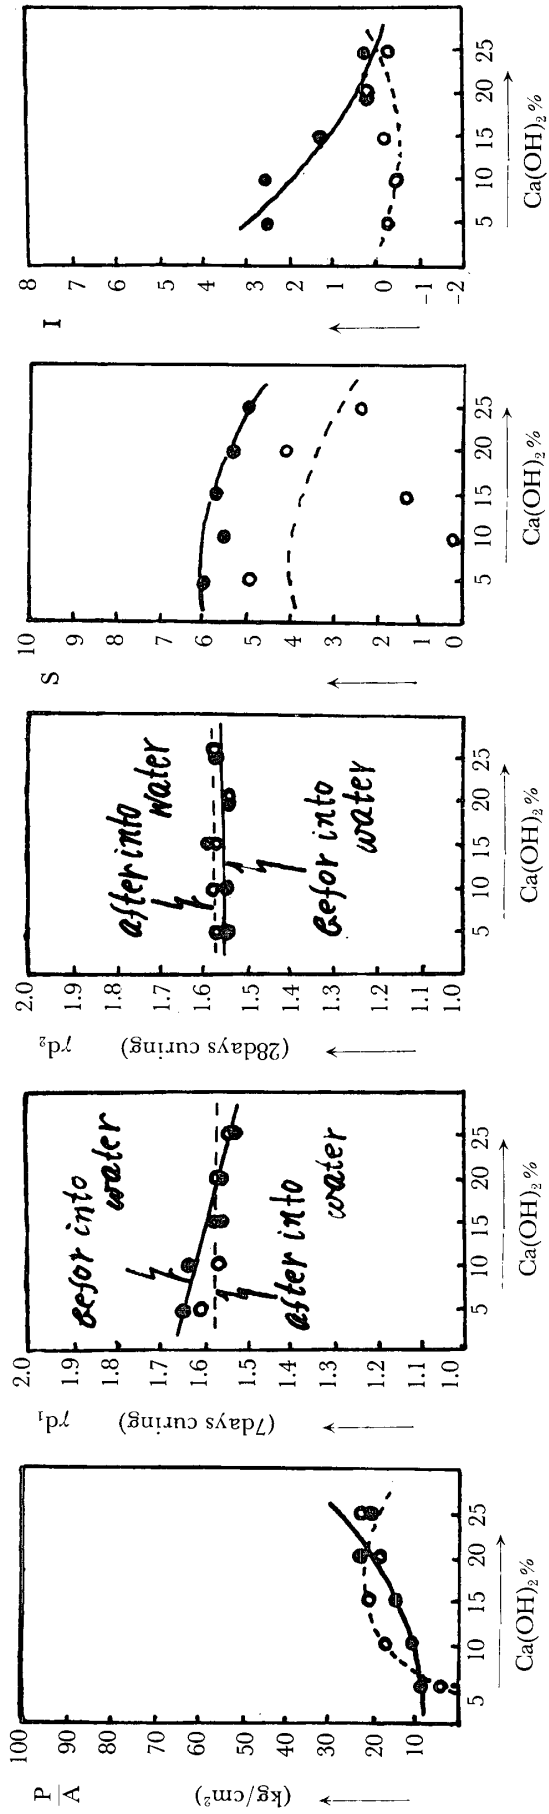 P
A
(kg/cm²)
100
90
80
70
60
50
40
30
20
10
5 10 15 20 25
Ca(OH)₂%
γd₁
(7days curing)
2.0
1.9
1.8
1.7
1.6
1.5
1.4
1.3
1.2
1.1
1.0
befor into
water
after into
water
5 10 15 20 25
Ca(OH)₂%
γd₂
(28days curing)
2.0
1.9
1.8
1.7
1.6
1.5
1.4
1.3
1.2
1.1
1.0
after into
water
befor into
water
5 10 15 20 25
Ca(OH)₂%
S
10
9
8
7
6
5
4
3
2
1
0
5 10 15 20 25
Ca(OH)₂%
I
8
7
6
5
4
3
2
1
0
-1
-2
5 10 15 20 25
Ca(OH)₂%